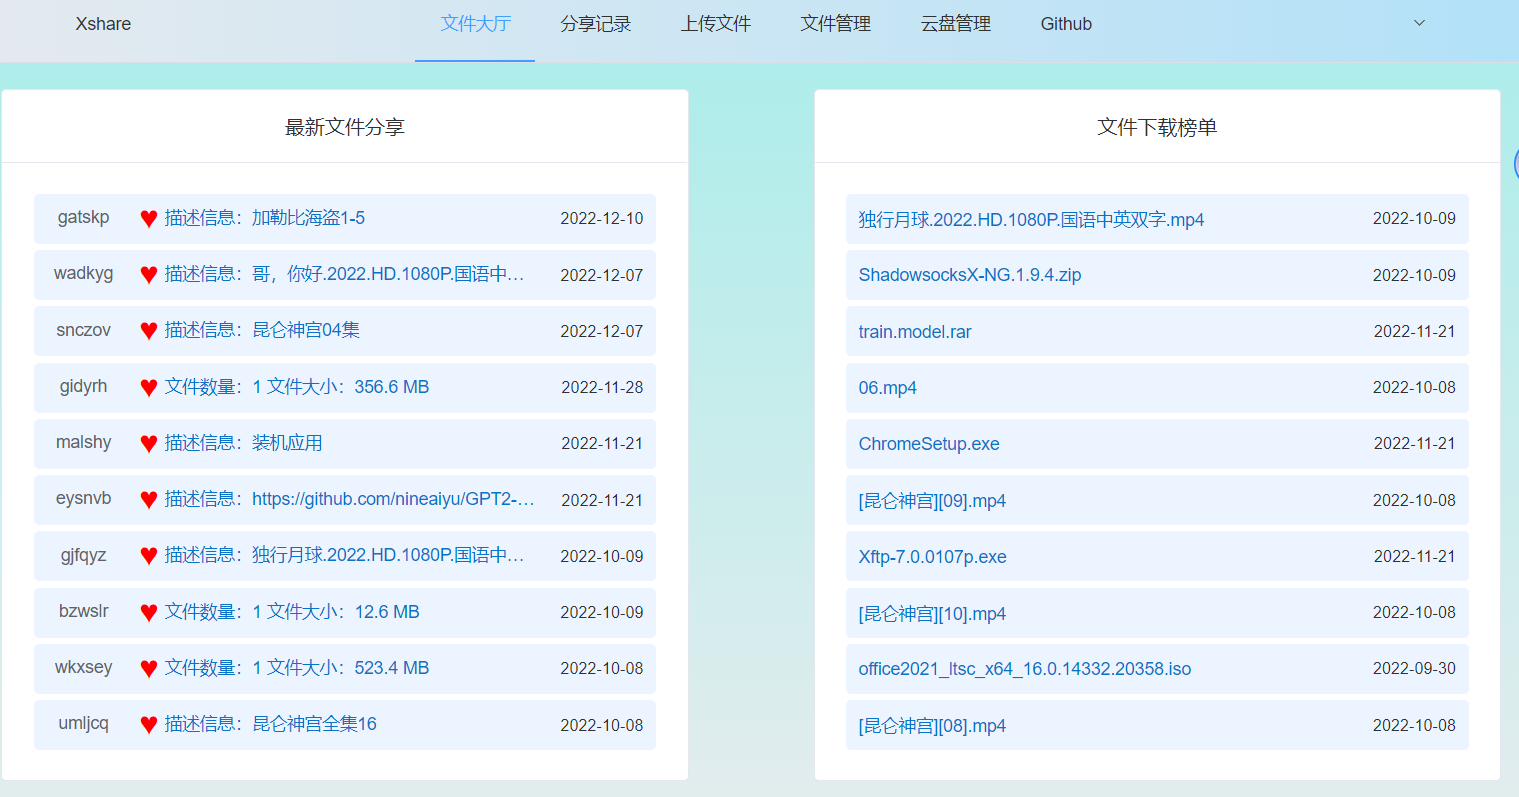 Xshare 文件大厅 分享记录 上传文件 文件管理 云盘管理 Github
最新文件分享
gatskp ♥ 描述信息：加勒比海盗1-5 2022-12-10
wadkyg ♥ 描述信息：哥，你好.2022.HD.1080P.国语中... 2022-12-07
snczov ♥ 描述信息：昆仑神宫04集 2022-12-07
gidyrh ♥ 文件数量：1 文件大小：356.6 MB 2022-11-28
malshy ♥ 描述信息：装机应用 2022-11-21
eysnvb ♥ 描述信息：https://github.com/nineaiyu/GPT2-... 2022-11-21
gjfqyz ♥ 描述信息：独行月球.2022.HD.1080P.国语中... 2022-10-09
bzwslr ♥ 文件数量：1 文件大小：12.6 MB 2022-10-09
wkxsey ♥ 文件数量：1 文件大小：523.4 MB 2022-10-08
umljcq ♥ 描述信息：昆仑神宫全集16 2022-10-08
文件下载榜单
独行月球.2022.HD.1080P.国语中英双字.mp4 2022-10-09
ShadowsocksX-NG.1.9.4.zip 2022-10-09
train.model.rar 2022-11-21
06.mp4 2022-10-08
ChromeSetup.exe 2022-11-21
[昆仑神宫][09].mp4 2022-10-08
Xftp-7.0.0107p.exe 2022-11-21
[昆仑神宫][10].mp4 2022-10-08
office2021_ltsc_x64_16.0.14332.20358.iso 2022-09-30
[昆仑神宫][08].mp4 2022-10-08